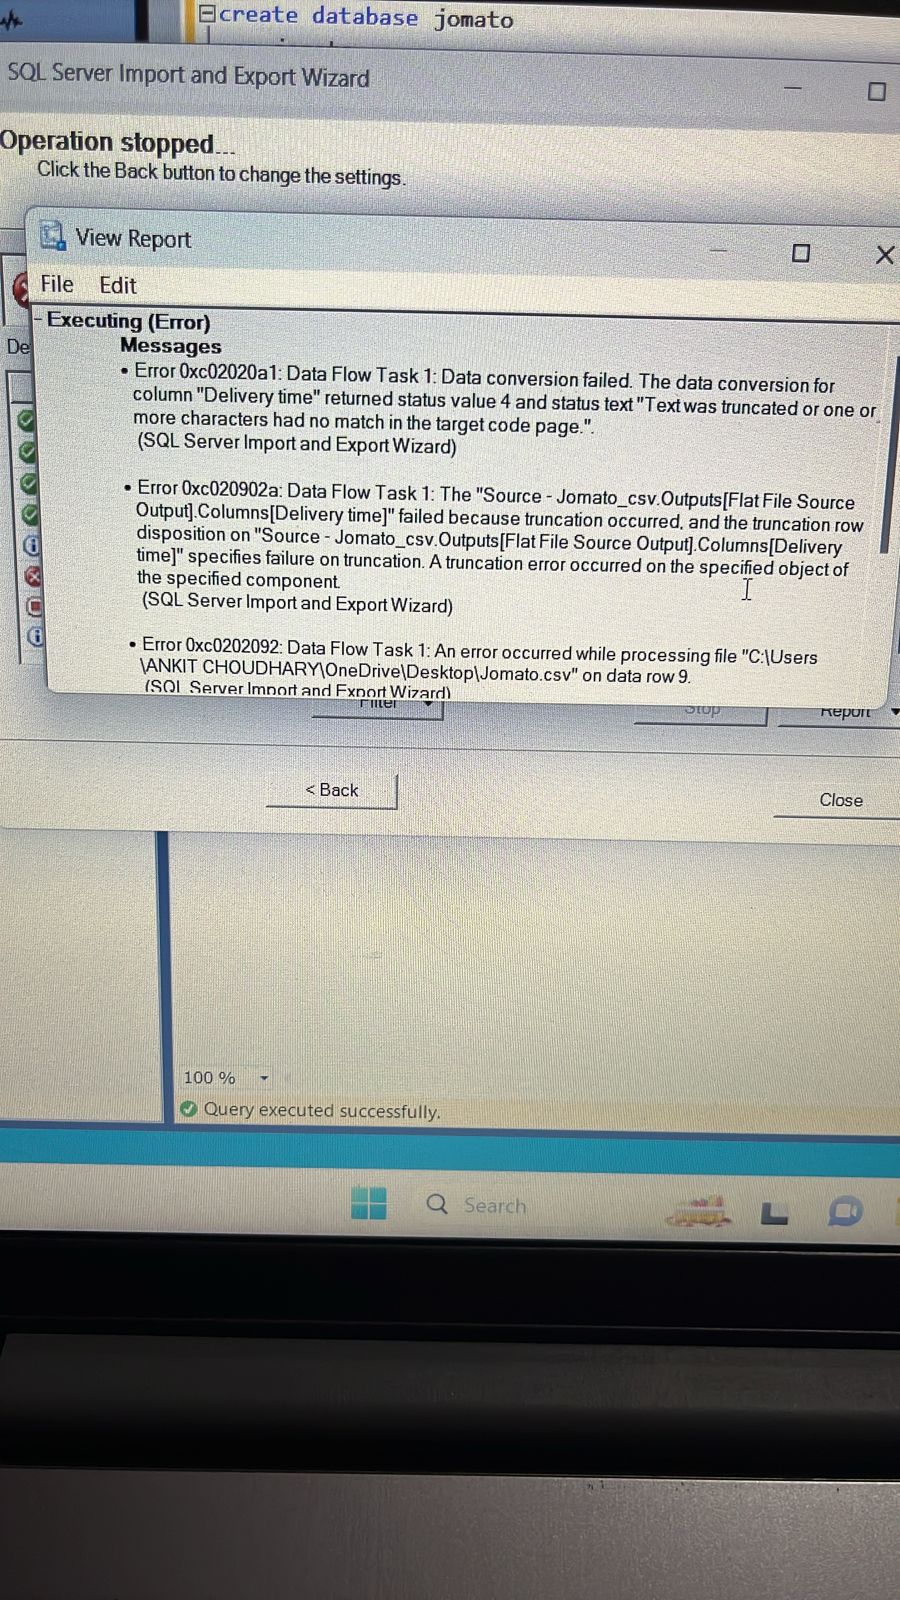 create database jomato
SQL Server Import and Export Wizard
Operation stopped...
Click the Back button to change the settings.
View Report
File Edit
- Executing (Error)
Messages
De
• Error 0xc02020a1: Data Flow Task 1: Data conversion failed. The data conversion for
column "Delivery time" returned status value 4 and status text "Text was truncated or one or
more characters had no match in the target code page.".
(SQL Server Import and Export Wizard)
• Error 0xc020902a: Data Flow Task 1: The "Source - Jomato_csv.Outputs[Flat File Source
Output].Columns[Delivery time]" failed because truncation occurred, and the truncation row
disposition on "Source - Jomato_csv.Outputs[Flat File Source Output].Columns[Delivery
time]" specifies failure on truncation. A truncation error occurred on the specified object of
the specified component.
(SQL Server Import and Export Wizard)
• Error 0xc0202092: Data Flow Task 1: An error occurred while processing file "C:\Users
\ANKIT CHOUDHARY\OneDrive\Desktop\Jomato.csv" on data row 9.
(SQL Server Import and Export Wizard)
Filter Stop Report
< Back
Close
100 %
Query executed successfully.
Search